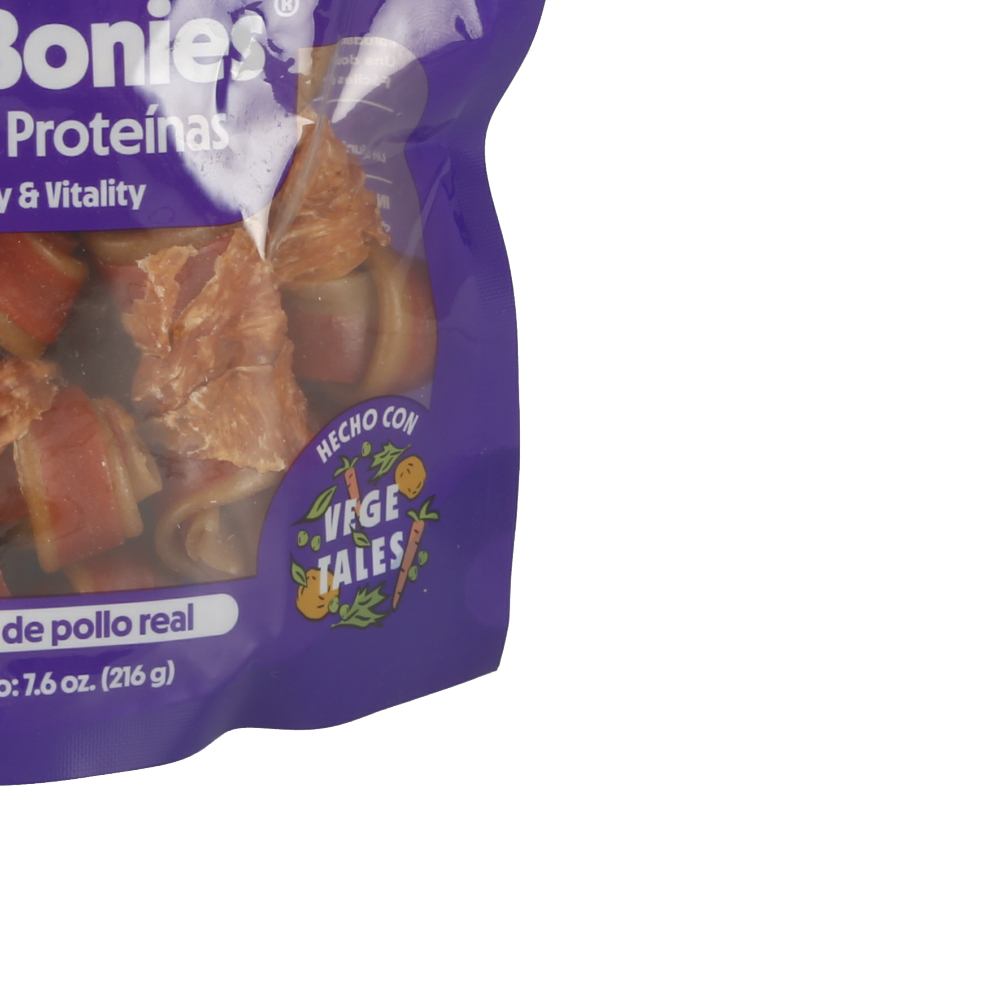 Bonies®
Proteínas
y & Vitality
HECHO CON
VEGE
TALES
de pollo real
o: 7.6 oz. (216 g)